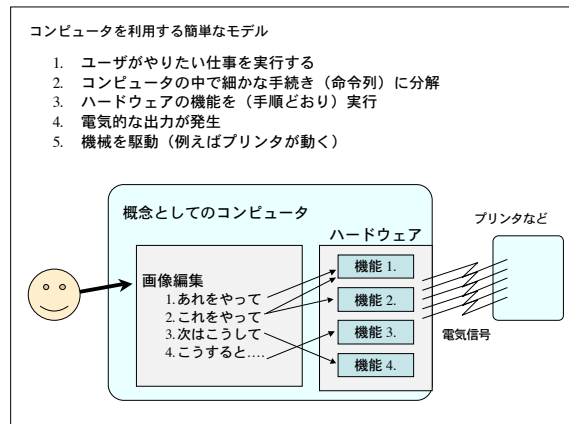 コンピュータを利用する簡単なモデル
1. ユーザがやりたい仕事を実行する
2. コンピュータの中で細かな手続き（命令列）に分解
3. ハードウェアの機能を（手順どおり）実行
4. 電気的な出力が発生
5. 機械を駆動（例えばプリンタが動く）
概念としてのコンピュータ
ハードウェア
プリンタなど
画像編集
1.あれをやって
2.これをやって
3.次はこうして
4.こうすると....
機能 1.
機能 2.
機能 3.
機能 4.
電気信号